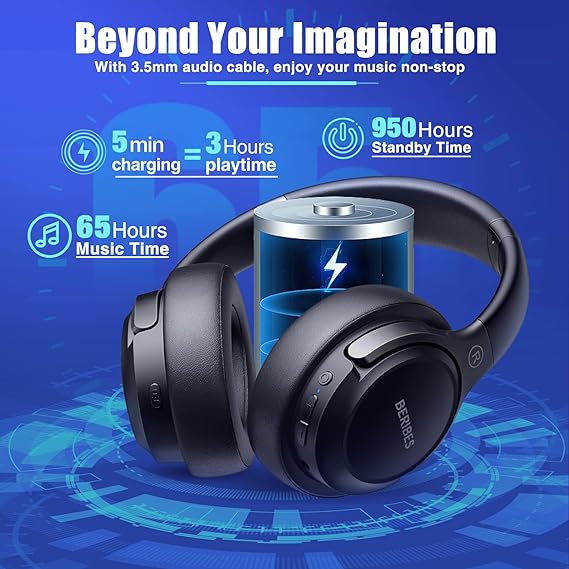 Beyond Your Imagination
With 3.5mm audio cable, enjoy your music non-stop
5min charging = 3Hours playtime
950Hours
Standby Time
65Hours
Music Time
R
BERIBES